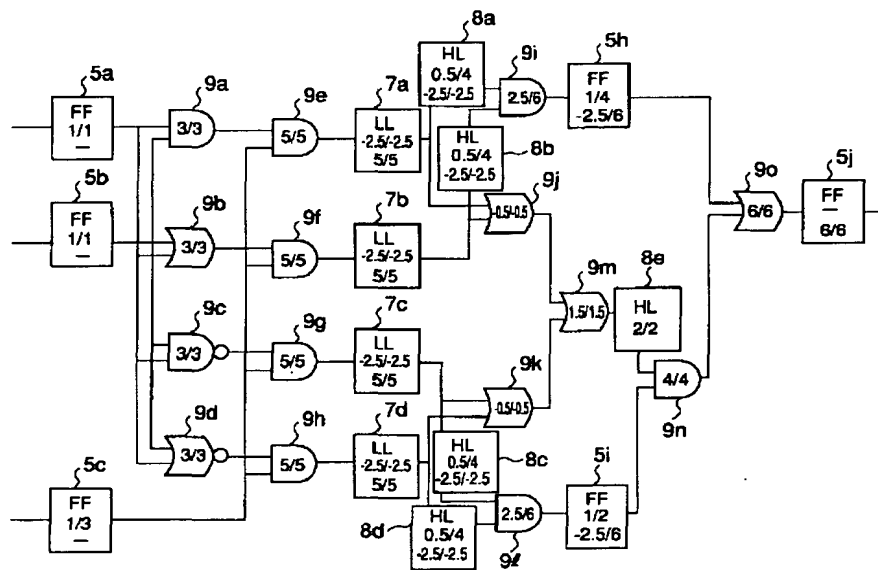 8a
HL
0.5/4
-2.5/-2.5
9i
2.5/6
5h
FF
1/4
-2.5/6
5a
FF
1/1
—
9a
3/3
9e
5/5
7a
LL
-2.5/-2.5
5/5
HL
0.5/4
-2.5/-2.5
8b
9j
-0.5/-0.5
9o
6/6
5j
FF
—
6/6
5b
FF
1/1
—
9b
3/3
9f
5/5
7b
LL
-2.5/-2.5
5/5
9m
1.5/1.5
8e
HL
2/2
9c
3/3
9g
5/5
7c
LL
-2.5/-2.5
5/5
9k
-0.5/-0.5
4/4
9n
9d
3/3
9h
5/5
7d
LL
-2.5/-2.5
5/5
HL
0.5/4
-2.5/-2.5
8c
5i
FF
1/2
-2.5/6
5c
FF
1/3
—
8d
HL
0.5/4
-2.5/-2.5
2.5/6
9ℓ